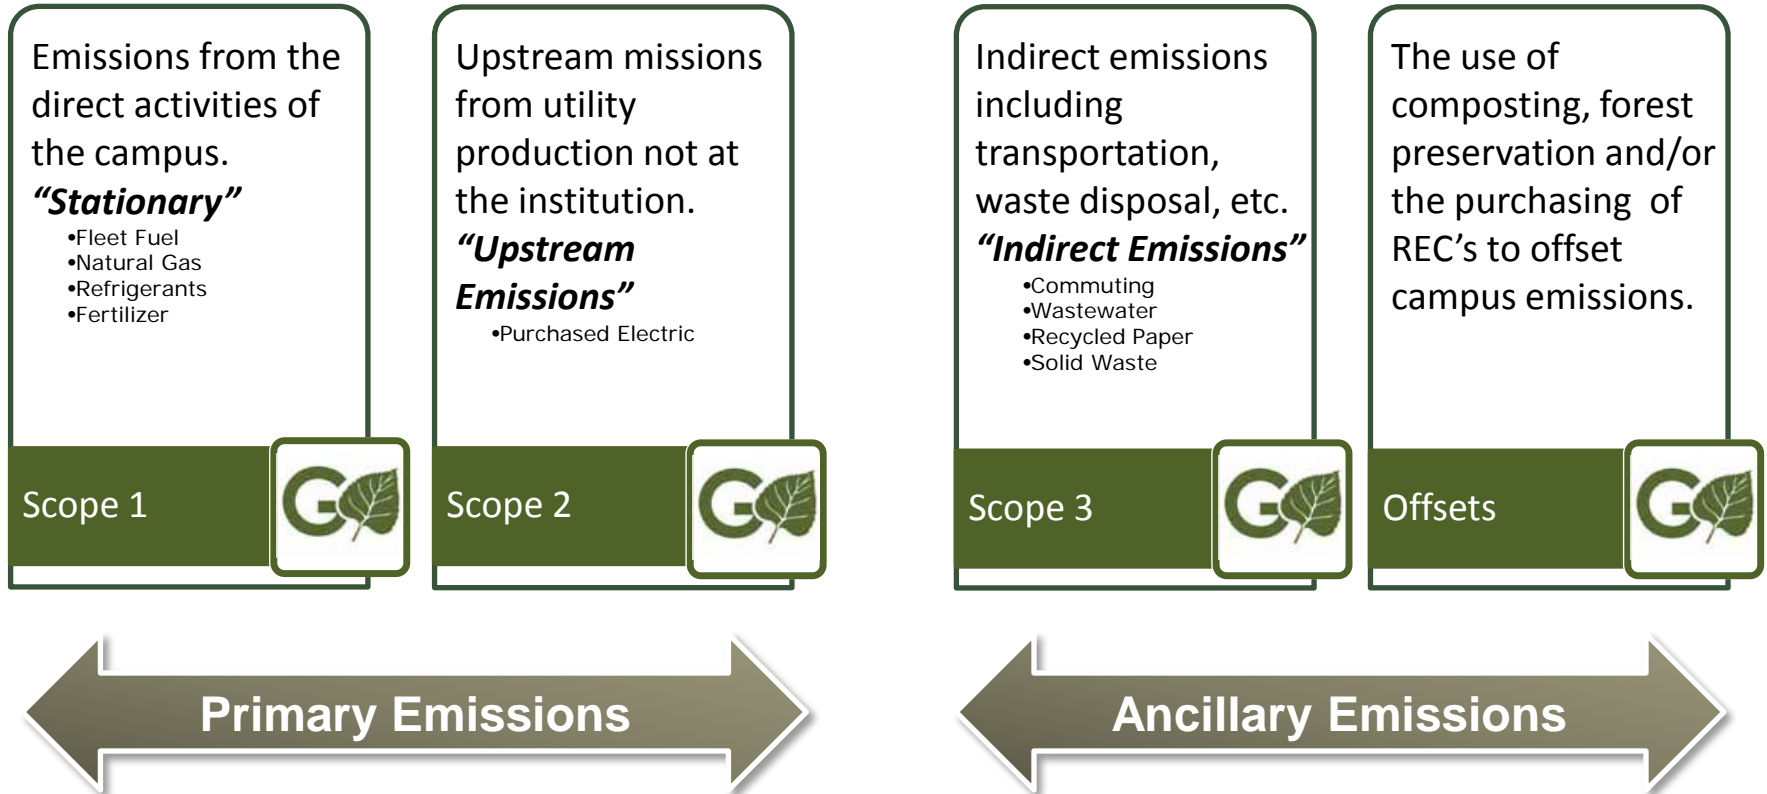 Emissions from the
direct activities of
the campus.
“Stationary”
•Fleet Fuel
•Natural Gas
•Refrigerants
•Fertilizer
Scope 1
G
Upstream missions
from utility
production not at
the institution.
“Upstream
Emissions”
•Purchased Electric
Scope 2
G
Indirect emissions
including
transportation,
waste disposal, etc.
“Indirect Emissions”
•Commuting
•Wastewater
•Recycled Paper
•Solid Waste
Scope 3
G
The use of
composting, forest
preservation and/or
the purchasing  of
REC’s to offset
campus emissions.
Offsets
G
Primary Emissions
Ancillary Emissions